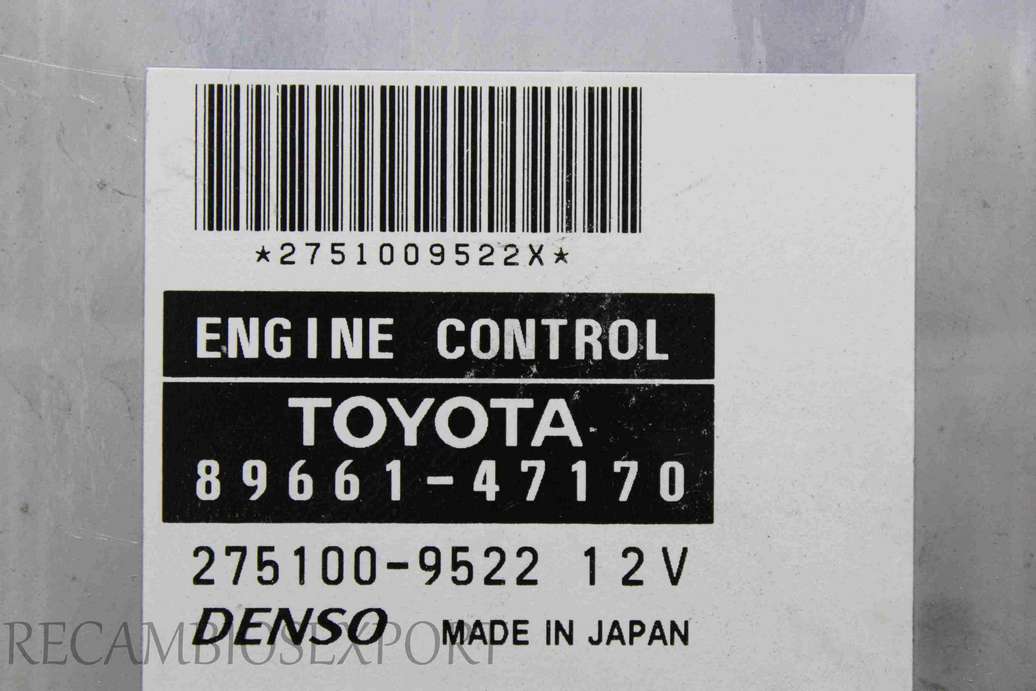 *2751009522X*
ENGINE CONTROL
TOYOTA
89661-47170
275100-9522 12V
DENSO MADE IN JAPAN
RECAMBIOSEXPORT